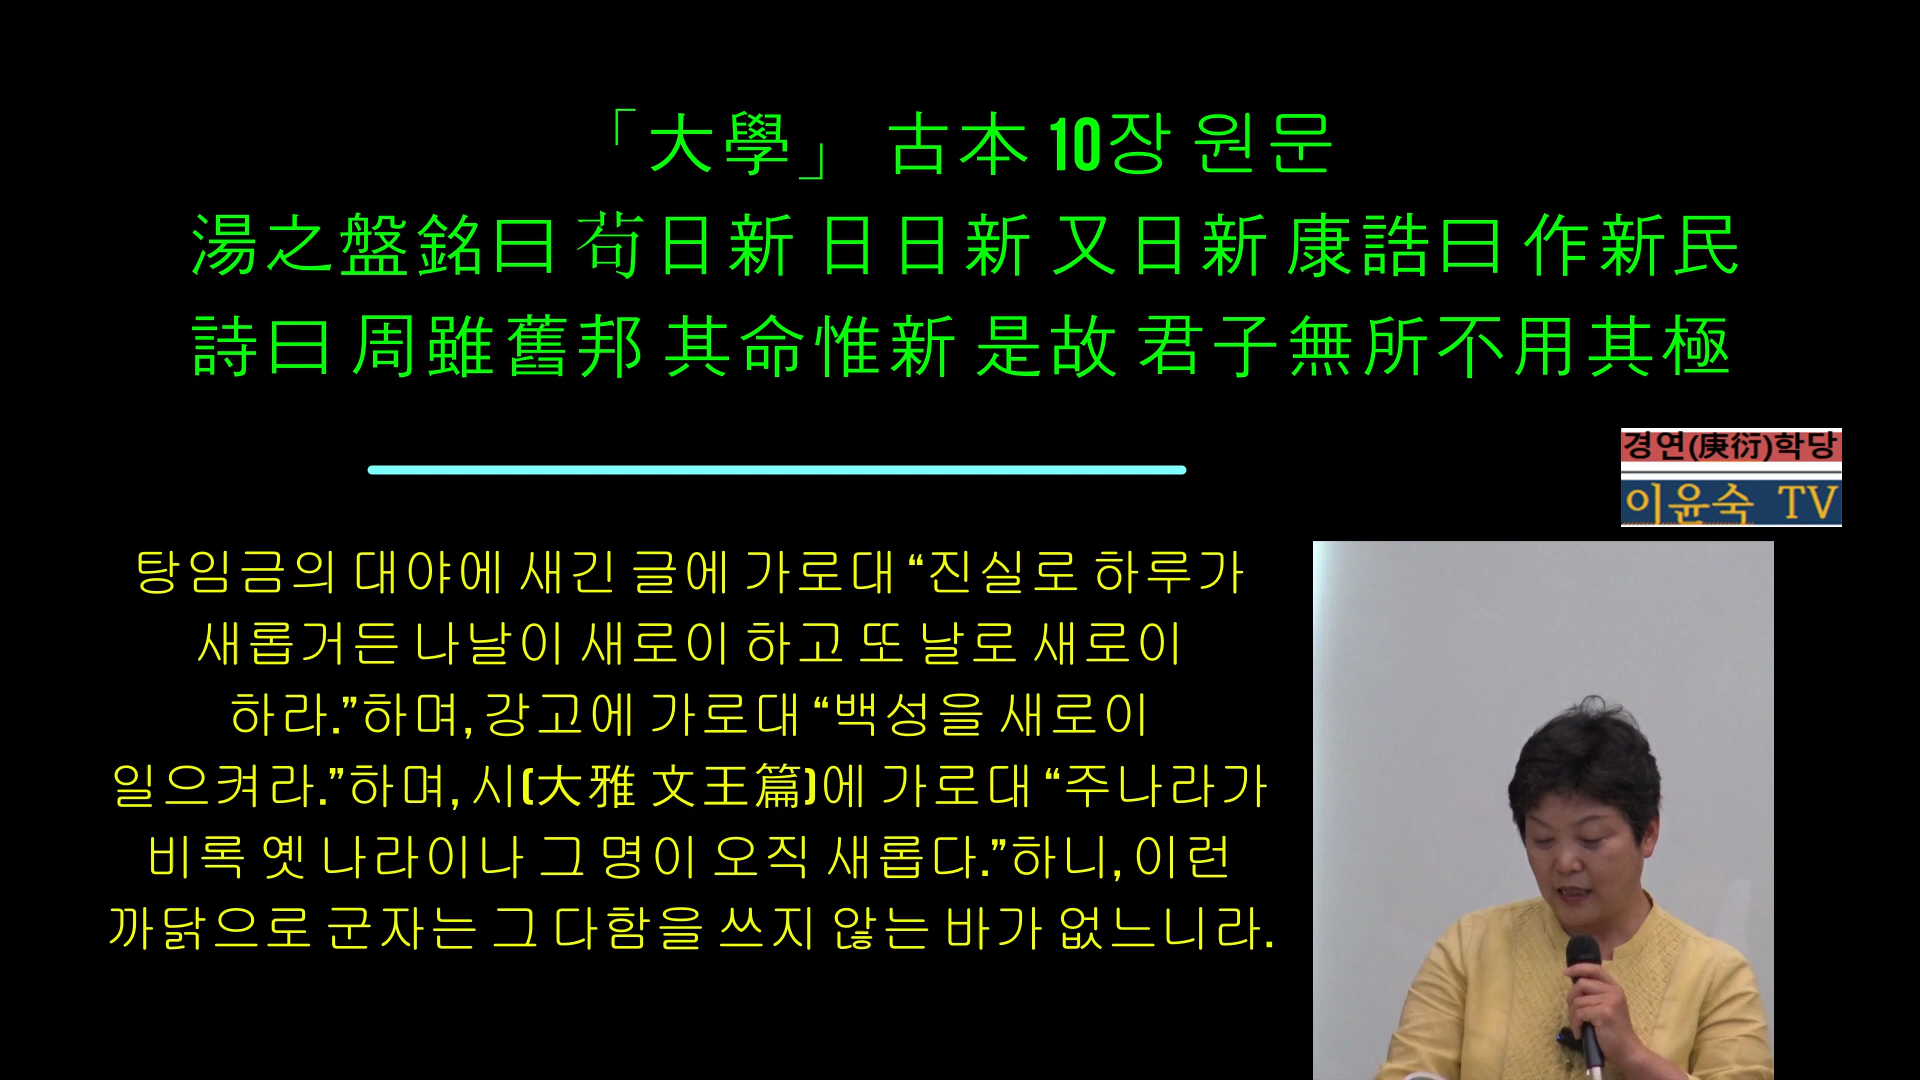 「大學」 古本 10장 원문
湯之盤銘曰 苟日新 日日新 又日新 康誥曰 作新民
詩曰 周雖舊邦 其命惟新 是故 君子無所不用其極
경연(庚衍)학당
이윤숙 TV
탕임금의 대야에 새긴 글에 가로대 “진실로 하루가
새롭거든 나날이 새로이 하고 또 날로 새로이
하라.”하며, 강고에 가로대 “백성을 새로이
일으켜라.”하며, 시(大雅 文王篇)에 가로대 “주나라가
비록 옛 나라이나 그 명이 오직 새롭다.”하니, 이런
까닭으로 군자는 그 다함을 쓰지 않는 바가 없느니라.